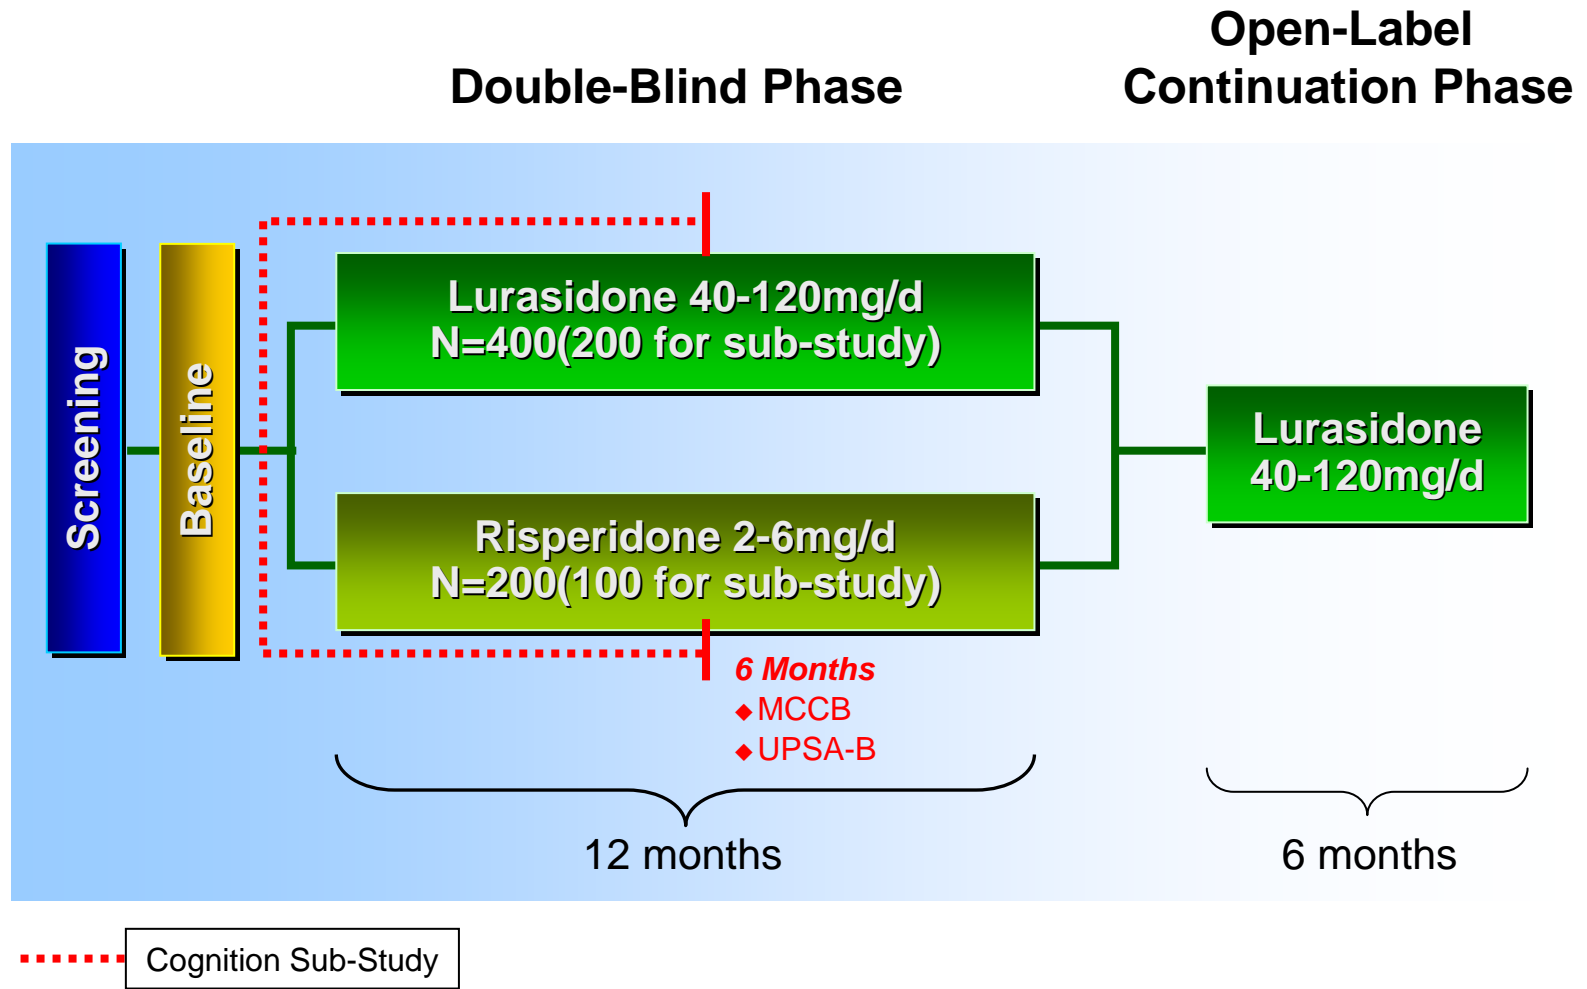 Open-Label
Continuation Phase
Double-Blind Phase
Screening
Baseline
Lurasidone 40-120mg/d
N=400(200 for sub-study)
Risperidone 2-6mg/d
N=200(100 for sub-study)
Lurasidone
40-120mg/d
6 Months
◆MCCB
◆UPSA-B
12 months
6 months
Cognition Sub-Study